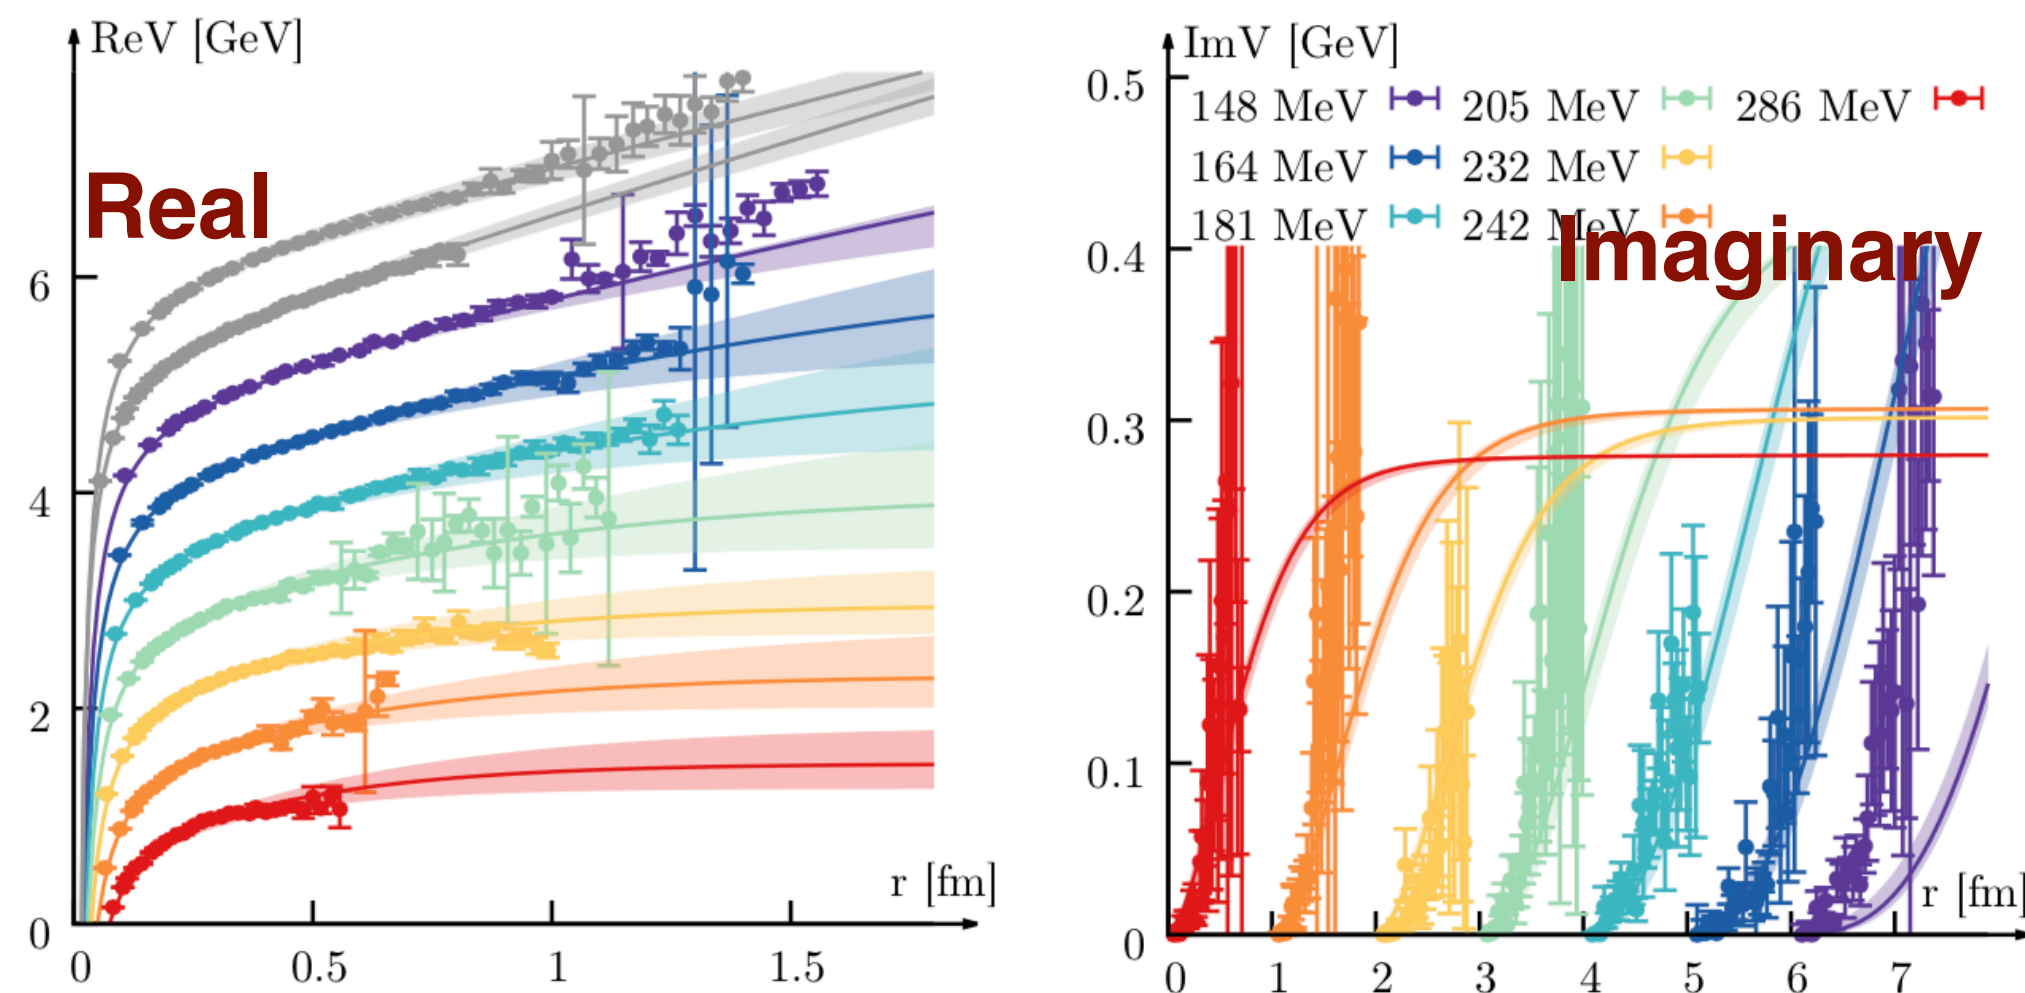 ReV [GeV]
Real
6
4
2
0
0 0.5 1 1.5
r [fm]
ImV [GeV]
0.5
148 MeV 205 MeV 286 MeV
164 MeV 232 MeV
181 MeV 242 MeV
Imaginary
0.4
0.3
0.2
0.1
0
r [fm]
0 1 2 3 4 5 6 7